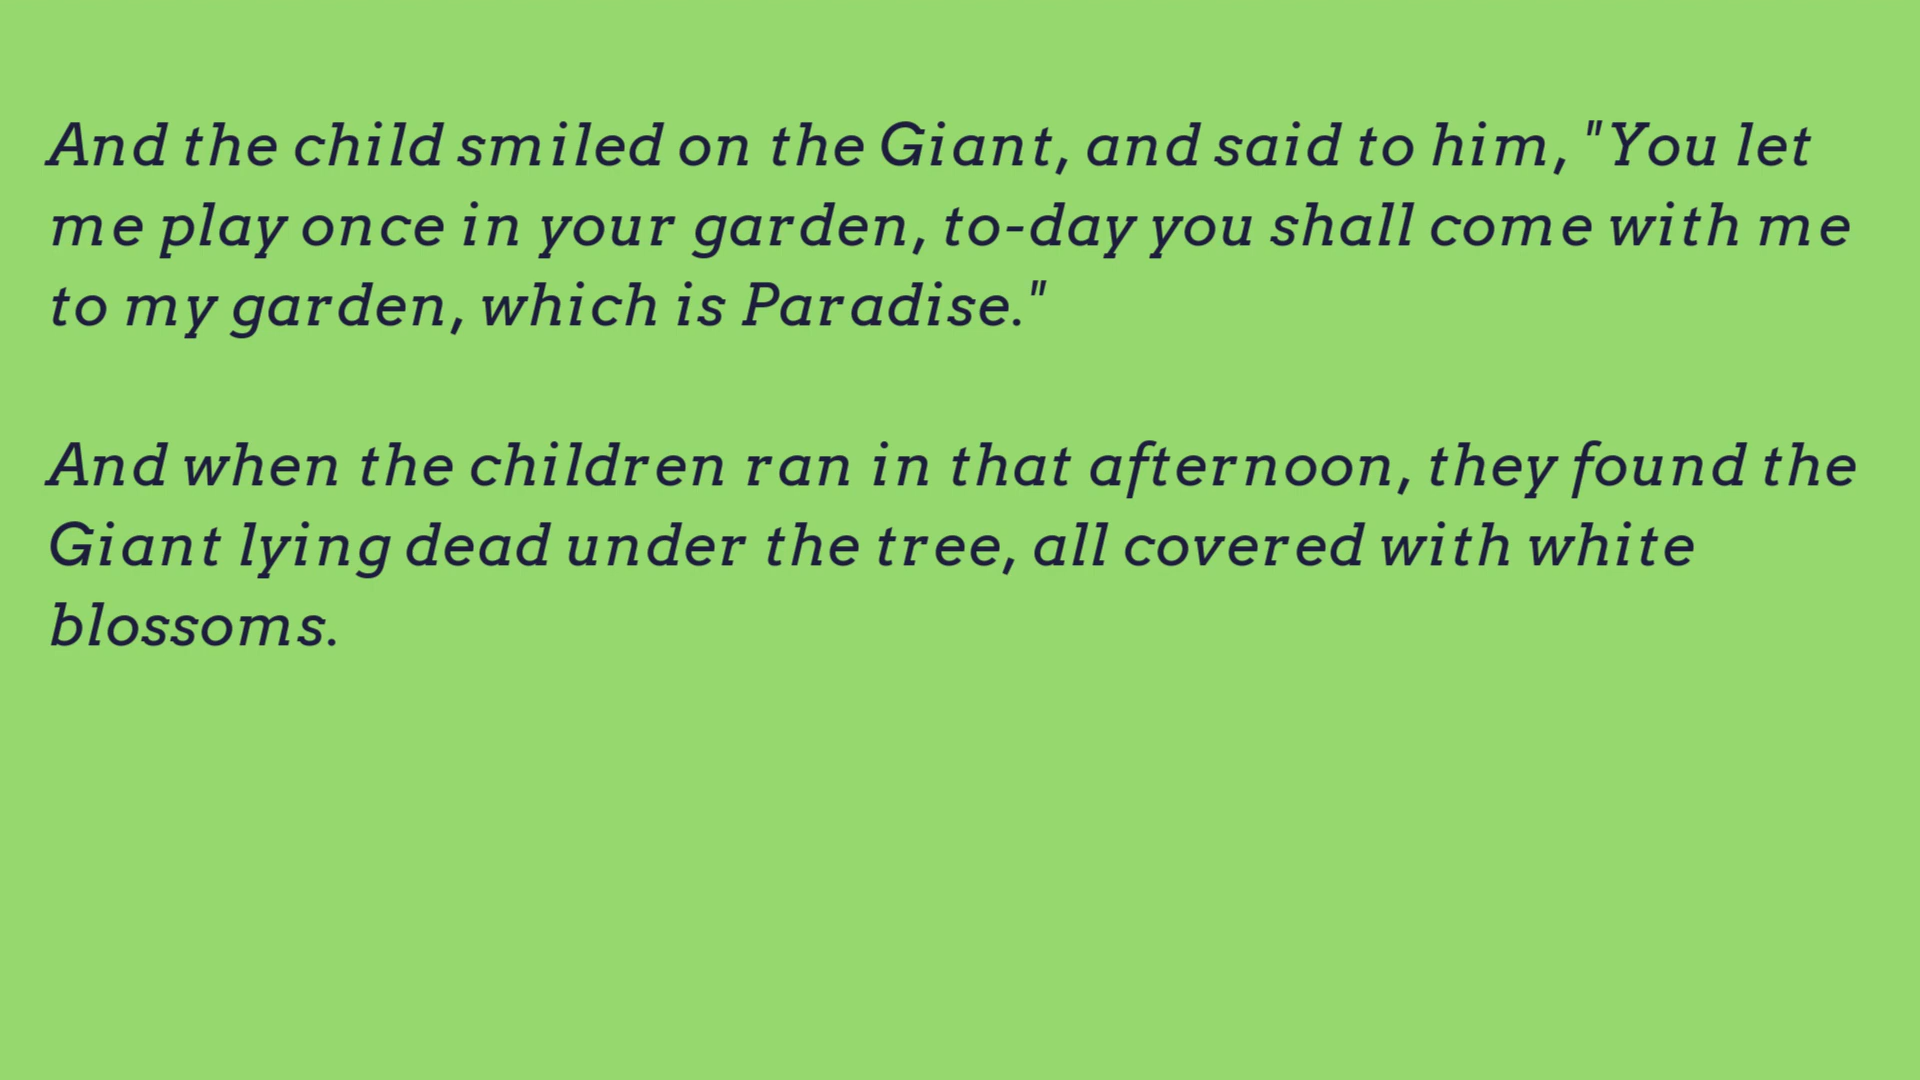 And the child smiled on the Giant, and said to him, "You let
me play once in your garden, to-day you shall come with me
to my garden, which is Paradise."
And when the children ran in that afternoon, they found the
Giant lying dead under the tree, all covered with white
blossoms.